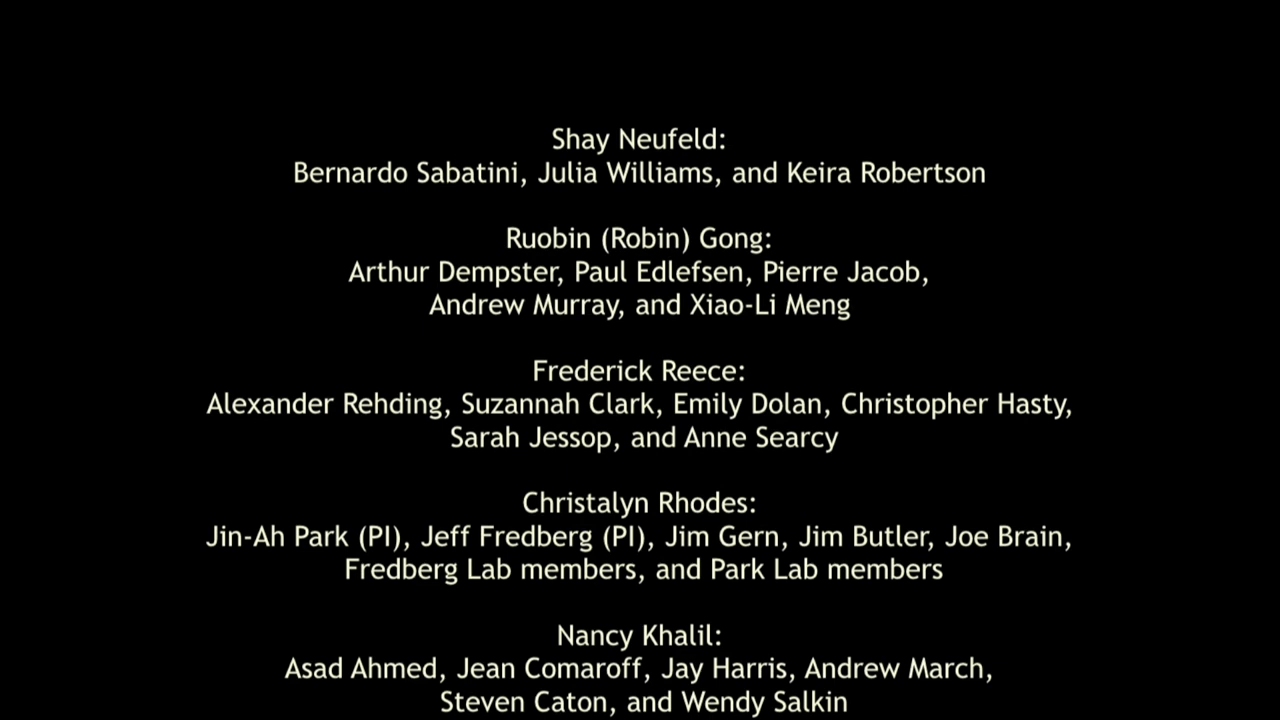 Shay Neufeld:
Bernardo Sabatini, Julia Williams, and Keira Robertson
Ruobin (Robin) Gong:
Arthur Dempster, Paul Edlefsen, Pierre Jacob,
Andrew Murray, and Xiao-Li Meng
Frederick Reece:
Alexander Rehding, Suzannah Clark, Emily Dolan, Christopher Hasty,
Sarah Jessop, and Anne Searcy
Christalyn Rhodes:
Jin-Ah Park (PI), Jeff Fredberg (PI), Jim Gern, Jim Butler, Joe Brain,
Fredberg Lab members, and Park Lab members
Nancy Khalil:
Asad Ahmed, Jean Comaroff, Jay Harris, Andrew March,
Steven Caton, and Wendy Salkin